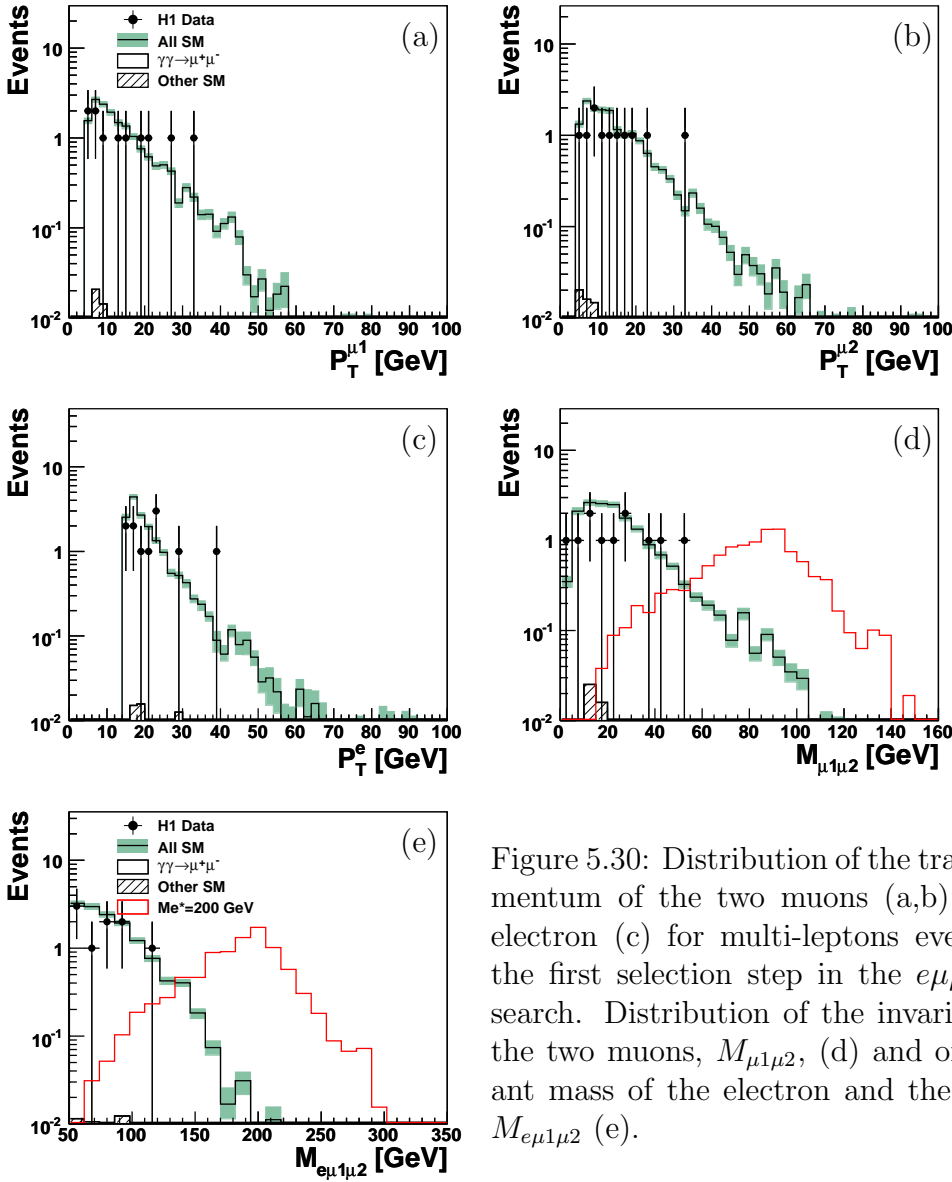 H1 Data
All SM
γγ→μ⁺μ⁻
Other SM
(a)
Events
10
1
10⁻¹
10⁻²
0 10 20 30 40 50 60 70 80 90 100
P_T^μ1 [GeV]
(b)
Events
10
1
10⁻¹
10⁻²
0 10 20 30 40 50 60 70 80 90 100
P_T^μ2 [GeV]
(c)
Events
10
1
10⁻¹
10⁻²
0 10 20 30 40 50 60 70 80 90 100
P_T^e [GeV]
(d)
Events
10
1
10⁻¹
10⁻²
0 20 40 60 80 100 120 140 160
M_μ1μ2 [GeV]
H1 Data
All SM
γγ→μ⁺μ⁻
Other SM
Me*=200 GeV
(e)
Events
10
1
10⁻¹
10⁻²
50 100 150 200 250 300 350
M_eμ1μ2 [GeV]
Figure 5.30: Distribution of the tra
mentum of the two muons (a,b)
electron (c) for multi-leptons eve
the first selection step in the eμ
search. Distribution of the invari
the two muons, M_μ1μ2, (d) and o
ant mass of the electron and the
M_eμ1μ2 (e).